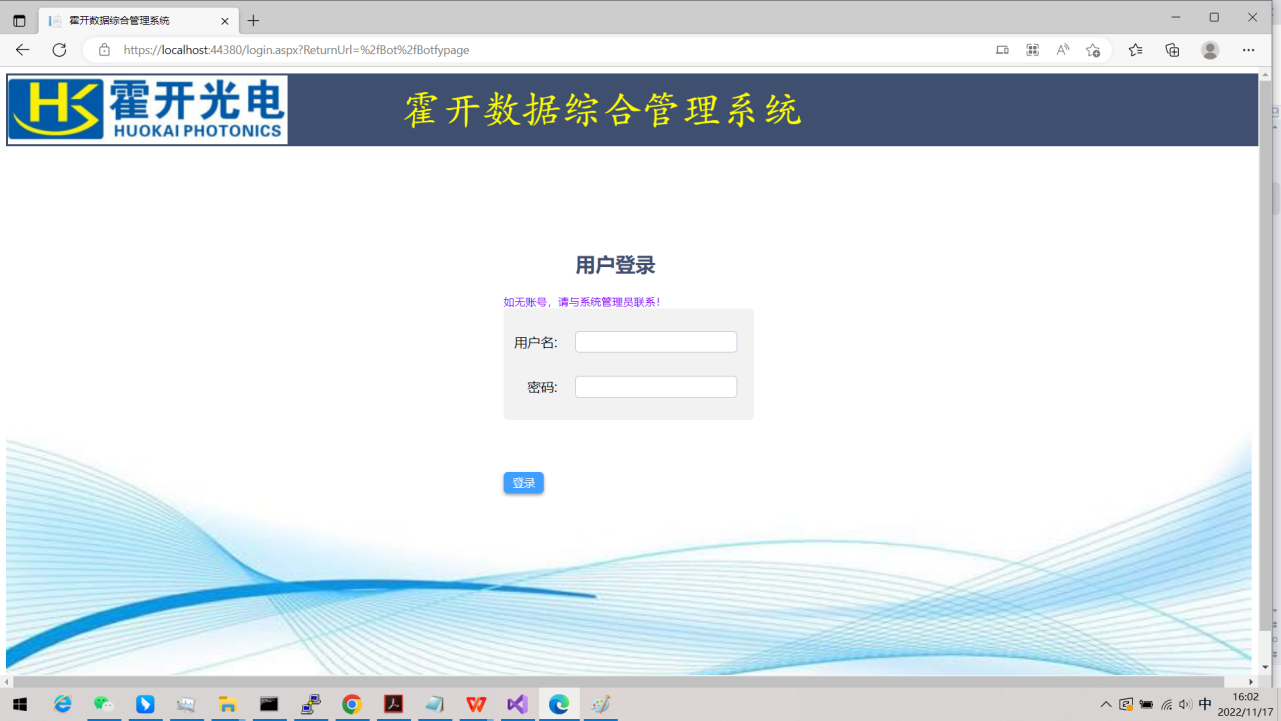 霍开数据综合管理系统
https://localhost:44380/login.aspx?ReturnUrl=%2fBot%2fBotfypage
HK 霍开光电
HUOKAI PHOTONICS
霍开数据综合管理系统
用户登录
如无账号，请与系统管理员联系！
用户名:
密码:
登录
中
16:02
2022/11/17